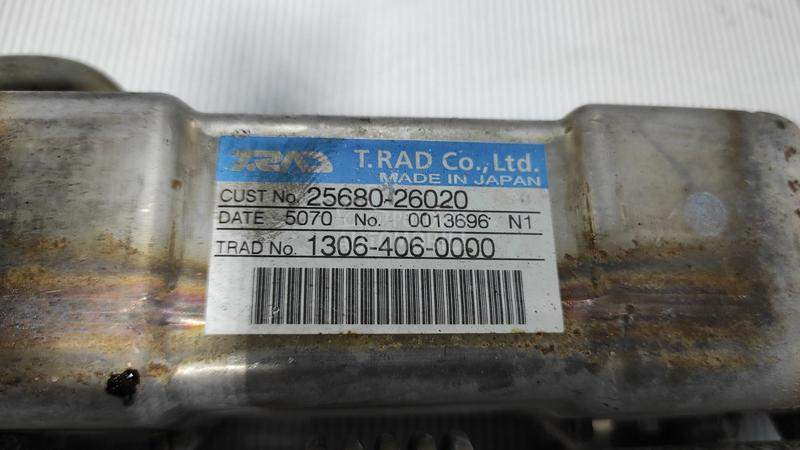 T.RAD T.RAD Co., Ltd.
MADE IN JAPAN
CUST No. 25680-26020
DATE 5070 No. 0013696 N1
TRAD No. 1306-406-0000